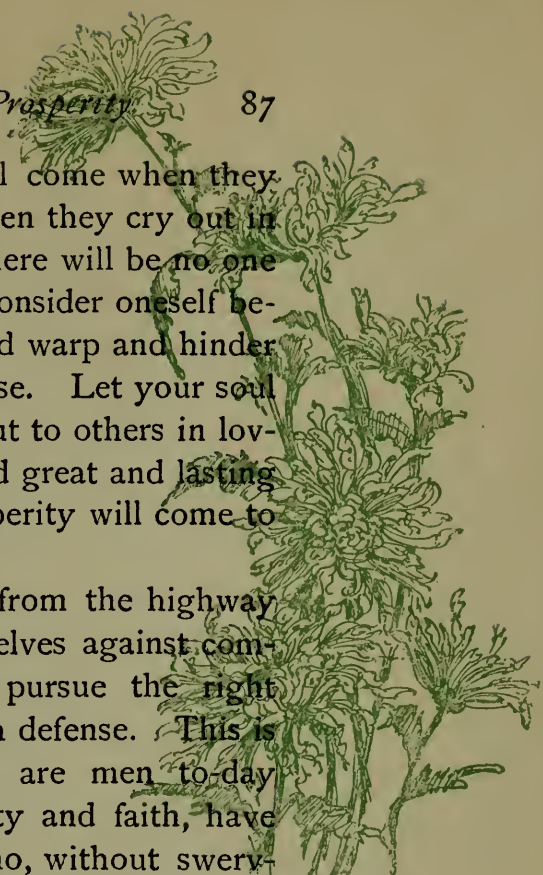 Prosperity 87
l come when they
en they cry out in
ere will be no one
onsider oneself be-
d warp and hinder
se. Let your soul
ut to others in lov-
d great and lasting
perity will come to
from the highway
elves against com-
pursue the right
n defense. This is
are men to-day
ty and faith, have
ho, without swerv-